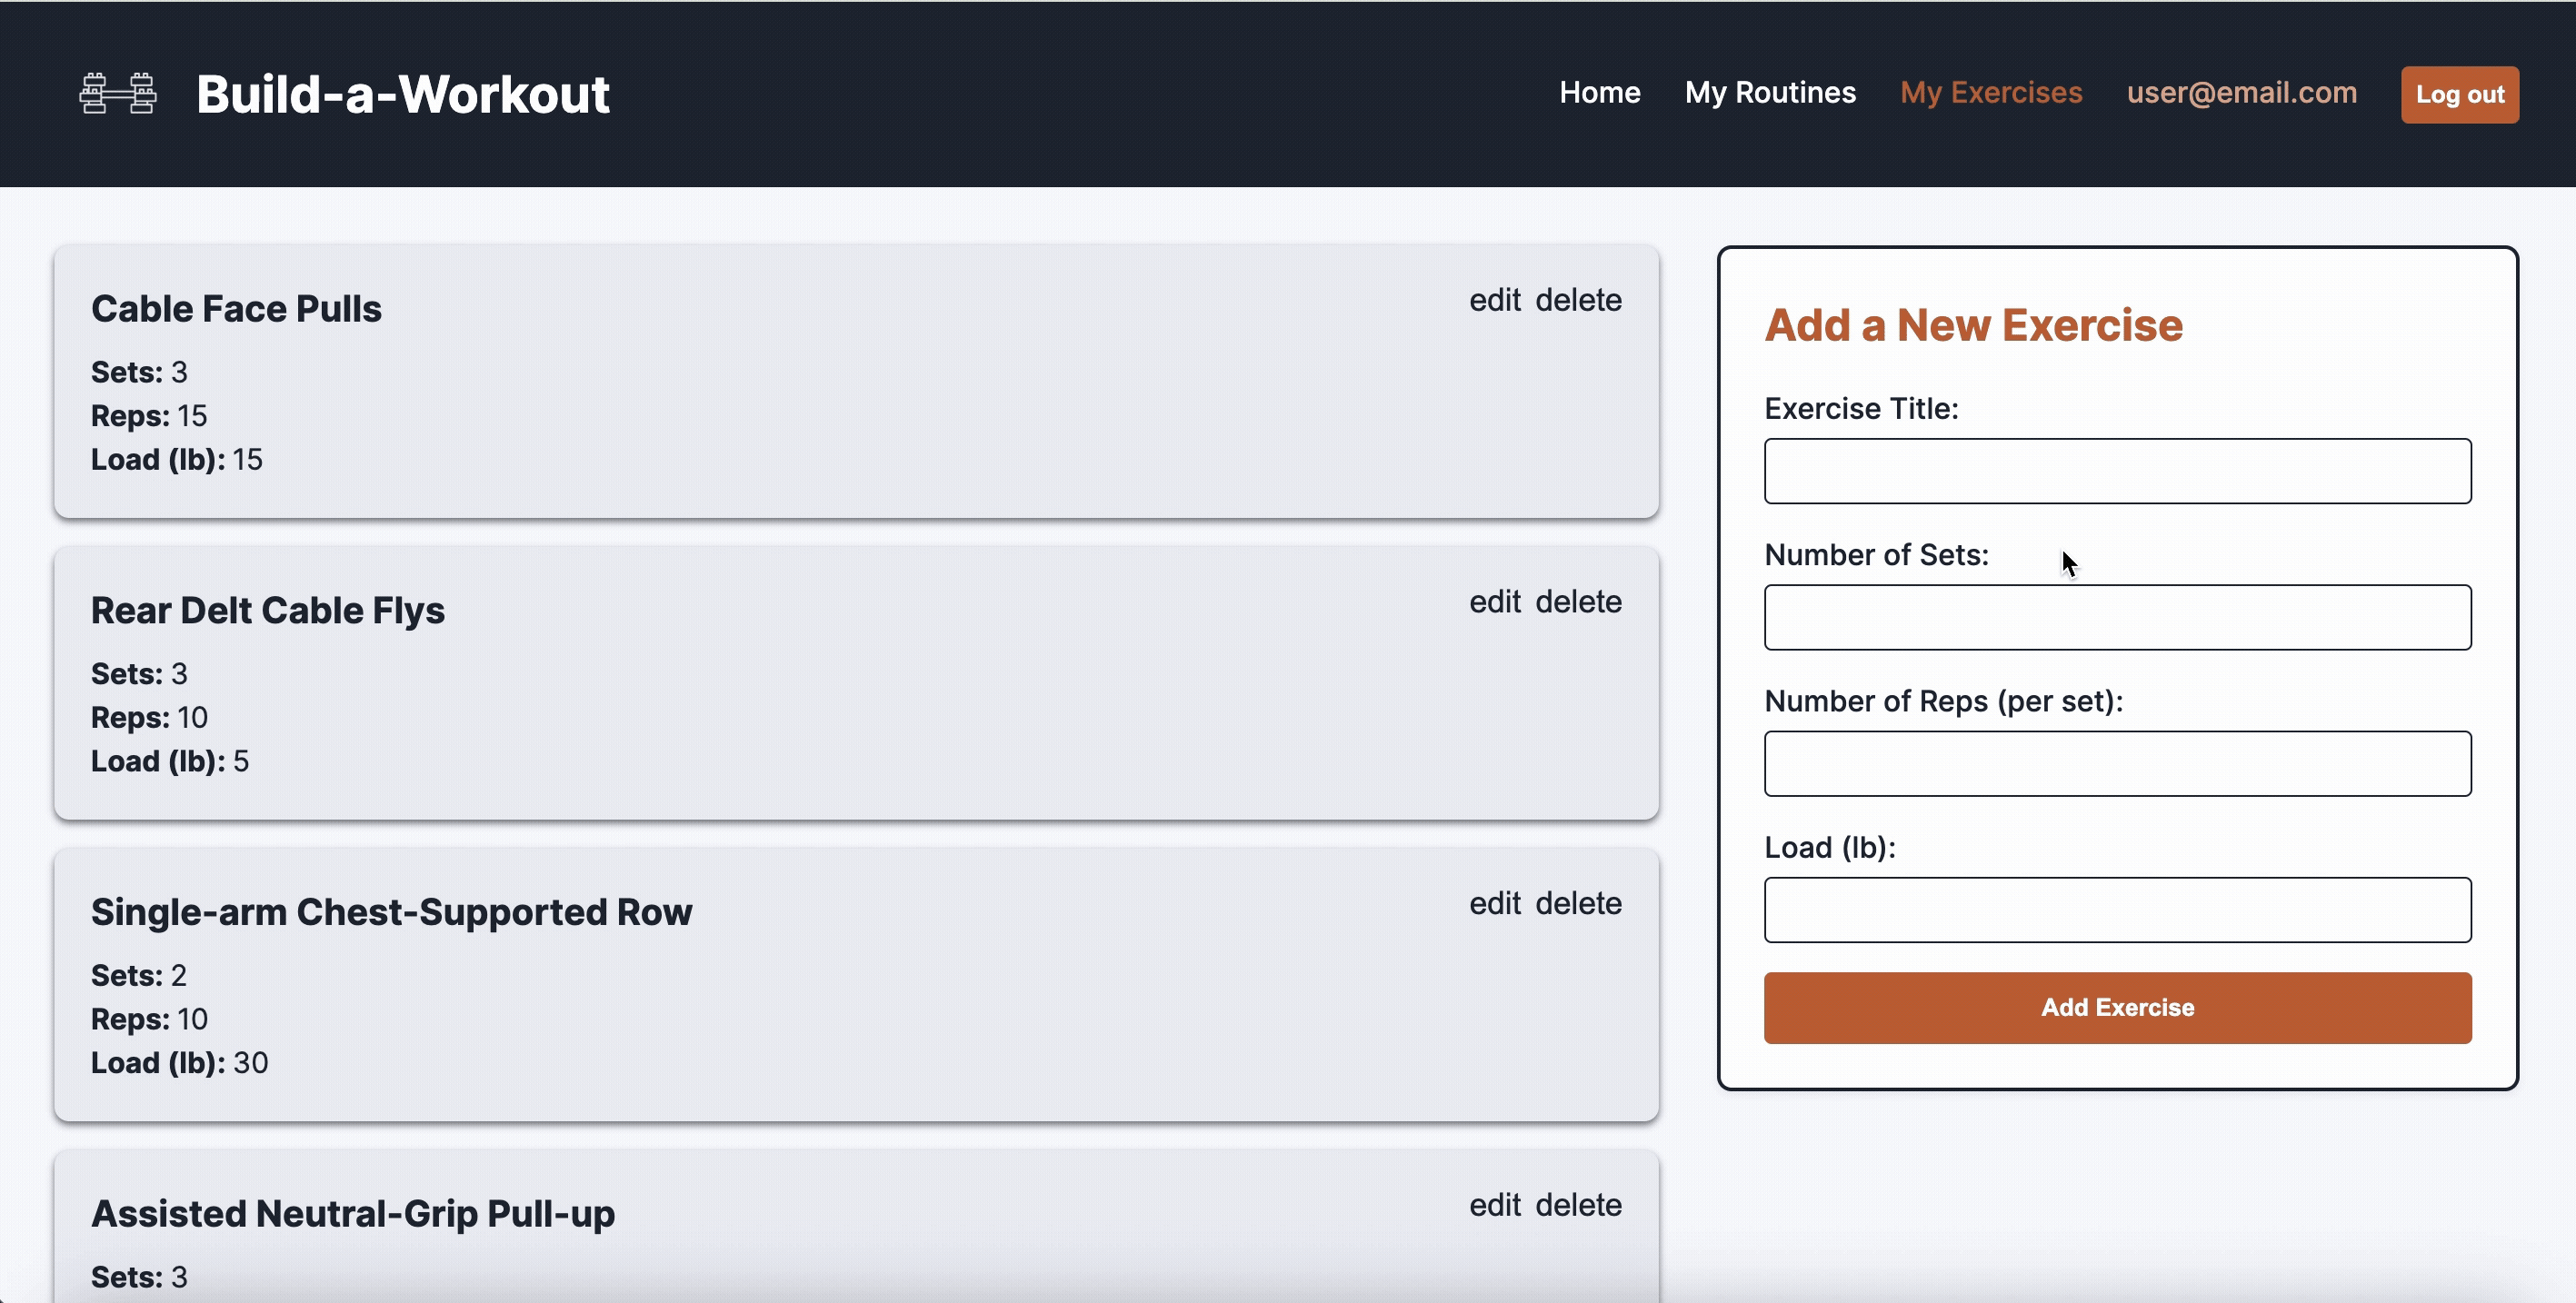 Build-a-Workout
Home My Routines My Exercises user@email.com Log out
Cable Face Pulls
edit delete
Sets: 3
Reps: 15
Load (lb): 15
Rear Delt Cable Flys
edit delete
Sets: 3
Reps: 10
Load (lb): 5
Single-arm Chest-Supported Row
edit delete
Sets: 2
Reps: 10
Load (lb): 30
Assisted Neutral-Grip Pull-up
edit delete
Sets: 3
Add a New Exercise
Exercise Title:
Number of Sets:
Number of Reps (per set):
Load (lb):
Add Exercise